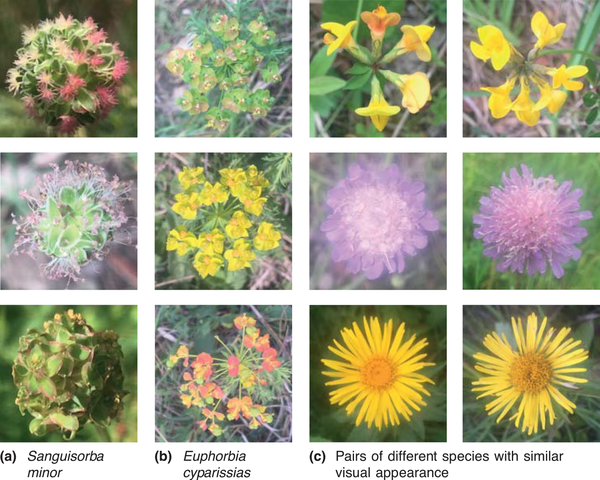 (a) Sanguisorba
minor
(b) Euphorbia
cyparissias
(c) Pairs of different species with similar
visual appearance